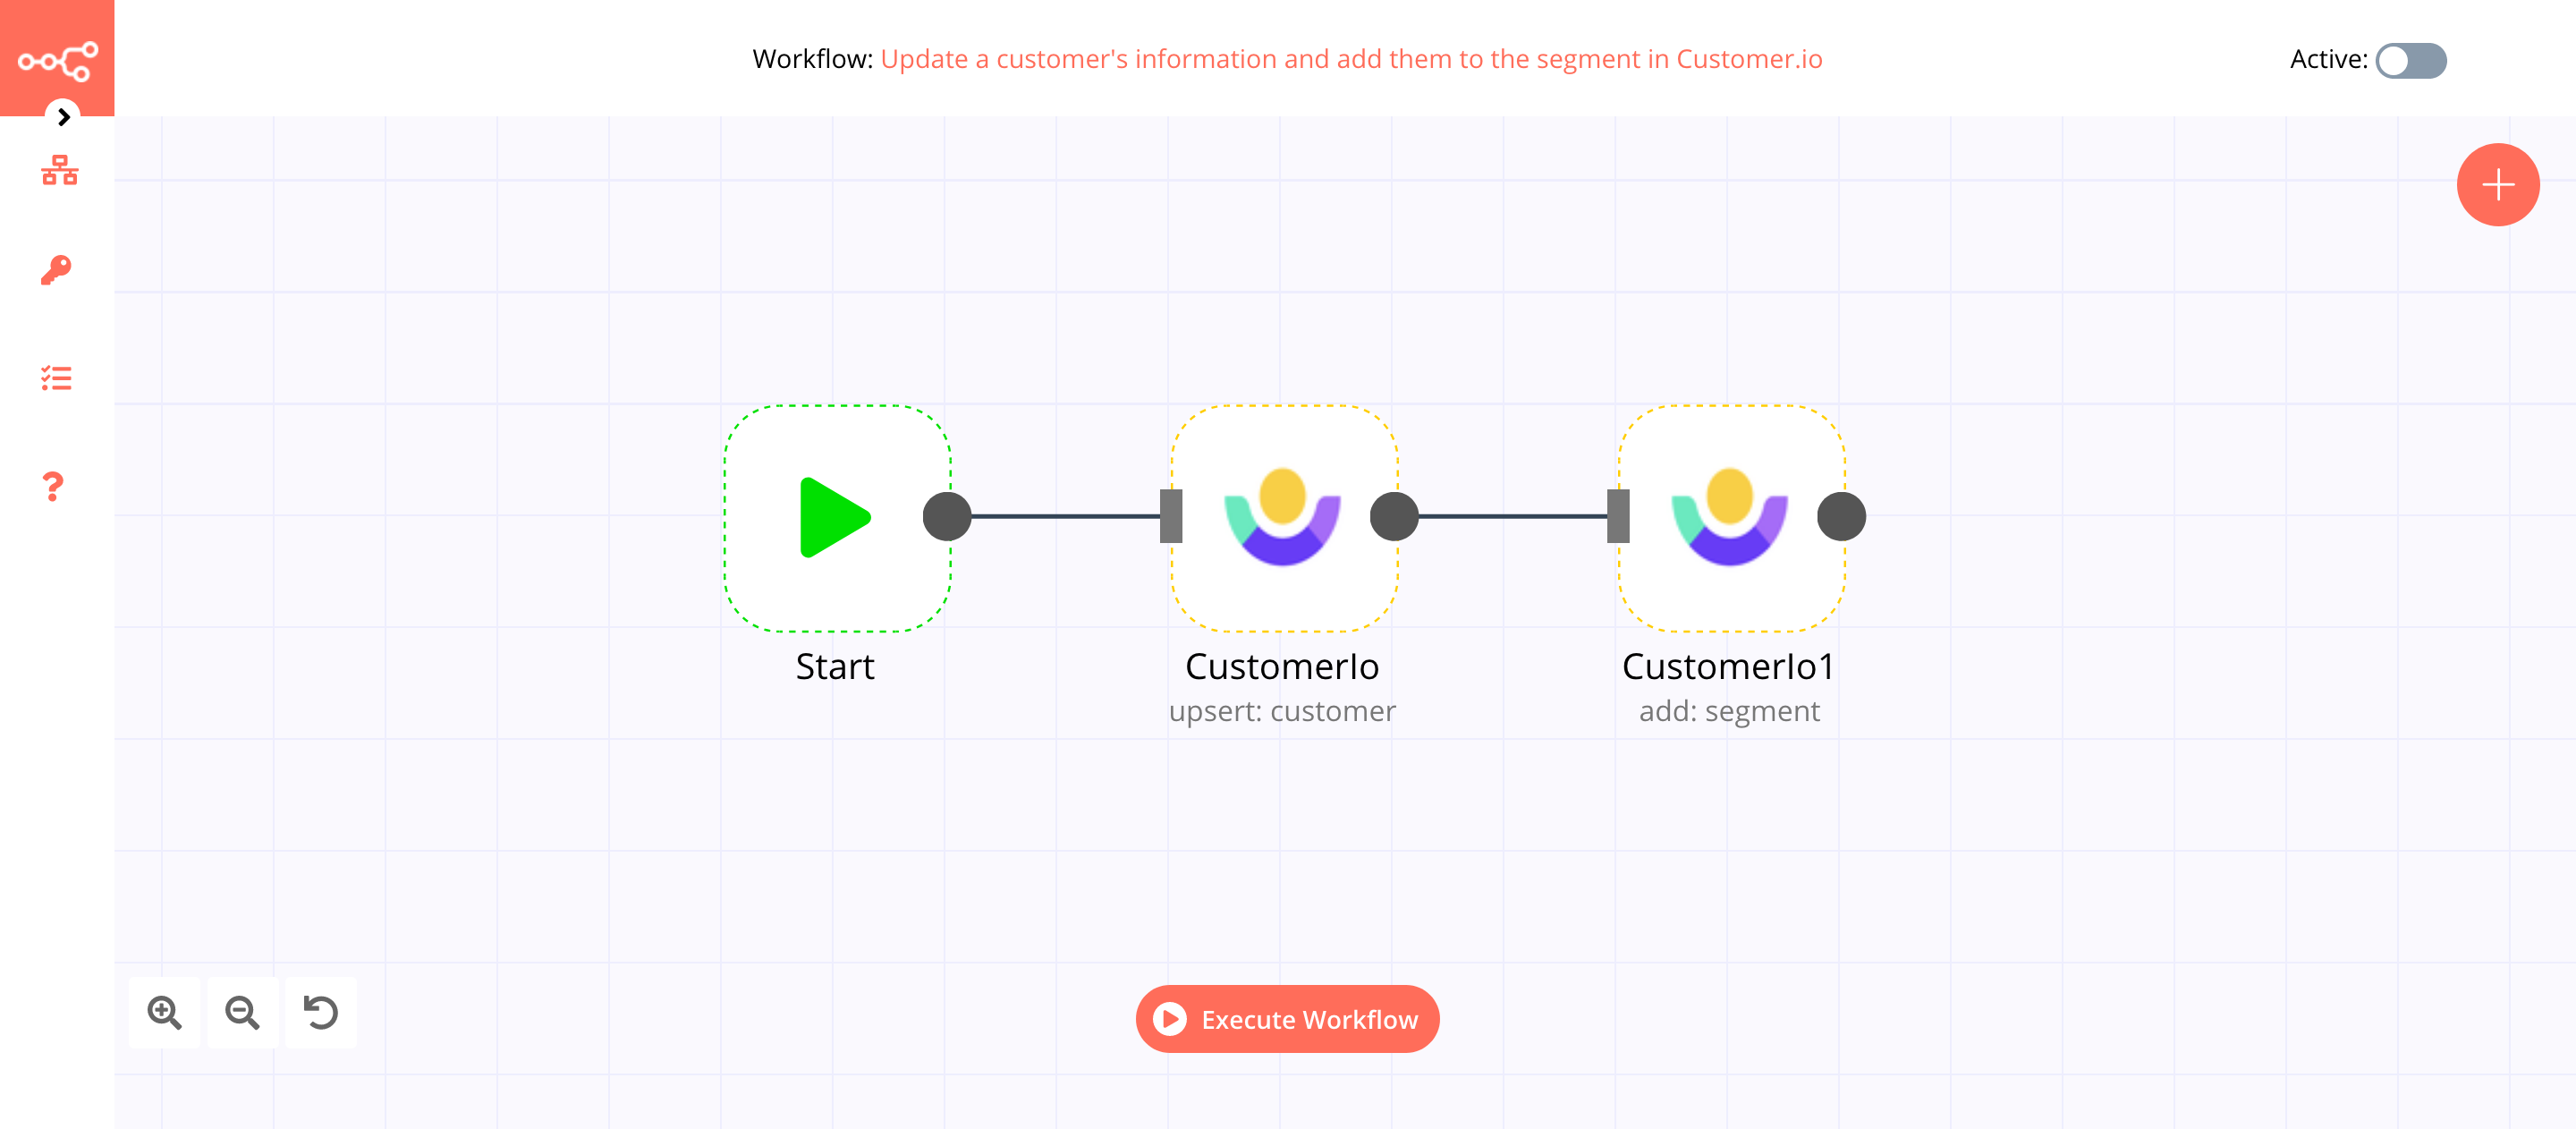 Workflow: Update a customer's information and add them to the segment in Customer.io
Active:
Start
CustomerIo
upsert: customer
CustomerIo1
add: segment
Execute Workflow